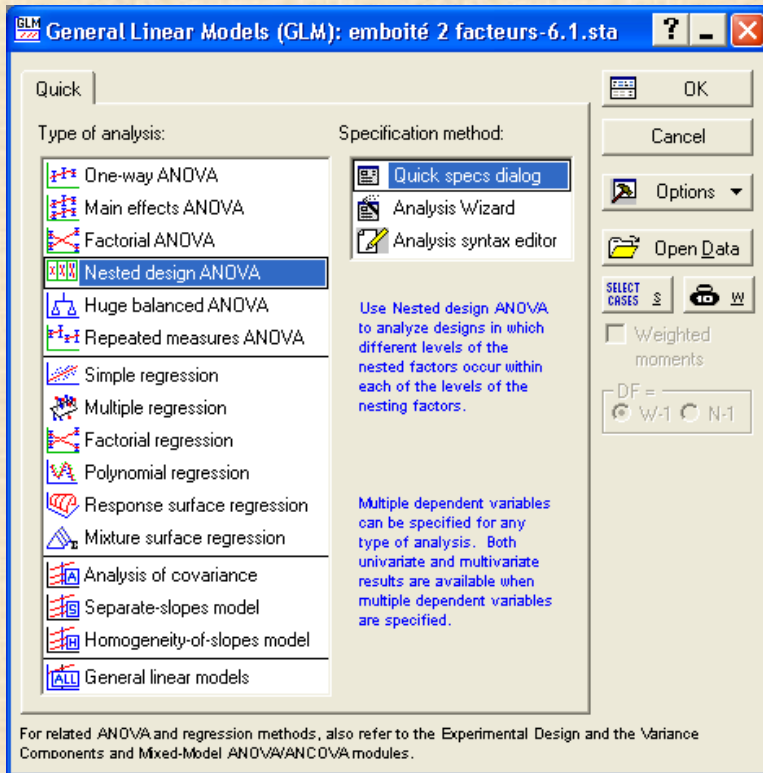 GLM General Linear Models (GLM): emboité 2 facteurs-6.1.sta
Quick
Type of analysis:
One-way ANOVA
Main effects ANOVA
Factorial ANOVA
Nested design ANOVA
Huge balanced ANOVA
Repeated measures ANOVA
Simple regression
Multiple regression
Factorial regression
Polynomial regression
Response surface regression
Mixture surface regression
Analysis of covariance
Separate-slopes model
Homogeneity-of-slopes model
ALL General linear models
Specification method:
Quick specs dialog
Analysis Wizard
Analysis syntax editor
Use Nested design ANOVA
to analyze designs in which
different levels of the
nested factors occur within
each of the levels of the
nesting factors.
Multiple dependent variables
can be specified for any
type of analysis. Both
univariate and multivariate
results are available when
multiple dependent variables
are specified.
OK
Cancel
Options
Open Data
SELECT CASES S
W
Weighted
moments
DF =
W-1 N-1
For related ANOVA and regression methods, also refer to the Experimental Design and the Variance
Components and Mixed-Model ANOVA/ANCOVA modules.